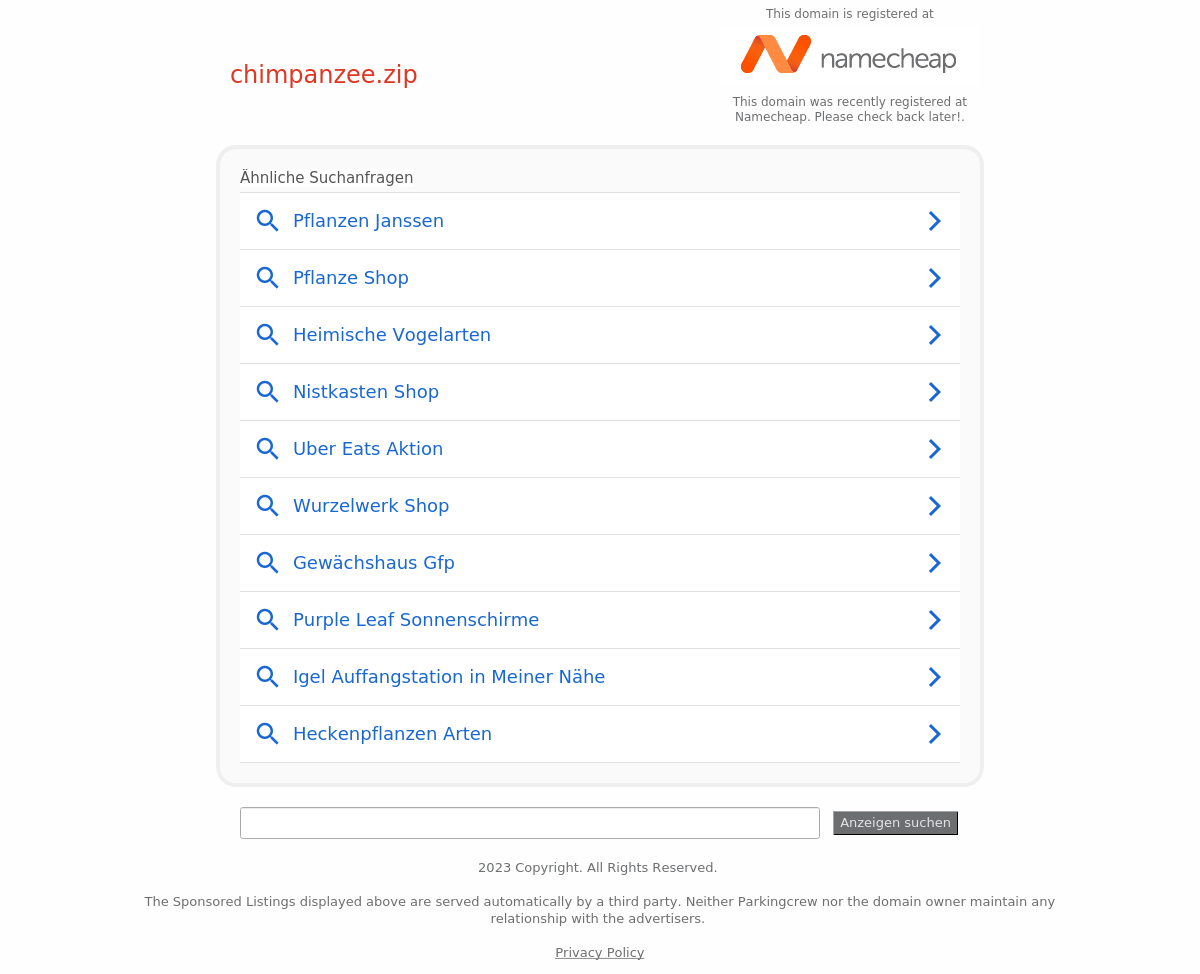 This domain is registered at
namecheap
chimpanzee.zip
This domain was recently registered at
Namecheap. Please check back later!.
Ähnliche Suchanfragen
Pflanzen Janssen
Pflanze Shop
Heimische Vogelarten
Nistkasten Shop
Uber Eats Aktion
Wurzelwerk Shop
Gewächshaus Gfp
Purple Leaf Sonnenschirme
Igel Auffangstation in Meiner Nähe
Heckenpflanzen Arten
Anzeigen suchen
2023 Copyright. All Rights Reserved.
The Sponsored Listings displayed above are served automatically by a third party. Neither Parkingcrew nor the domain owner maintain any
relationship with the advertisers.
Privacy Policy